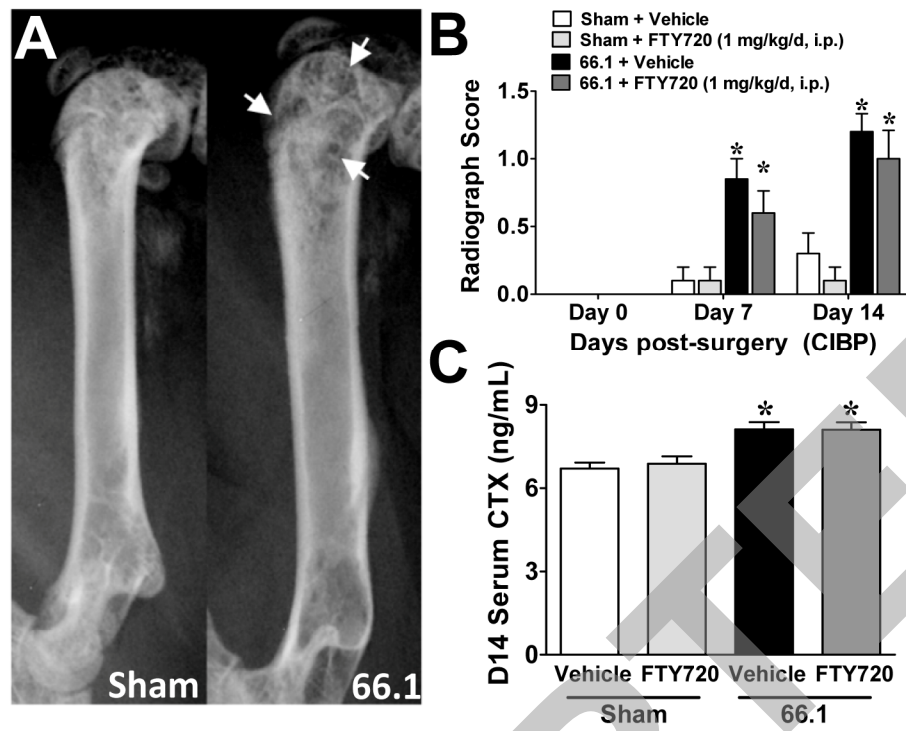 A
Sham
66.1
B
Sham + Vehicle
Sham + FTY720 (1 mg/kg/d, i.p.)
66.1 + Vehicle
66.1 + FTY720 (1 mg/kg/d, i.p.)
Radiograph Score
1.5
1.0
0.5
0.0
* * * *
Day 0 Day 7 Day 14
Days post-surgery (CIBP)
C
D14 Serum CTX (ng/mL)
9
6
3
0
* *
Vehicle FTY720 Vehicle FTY720
Sham 66.1